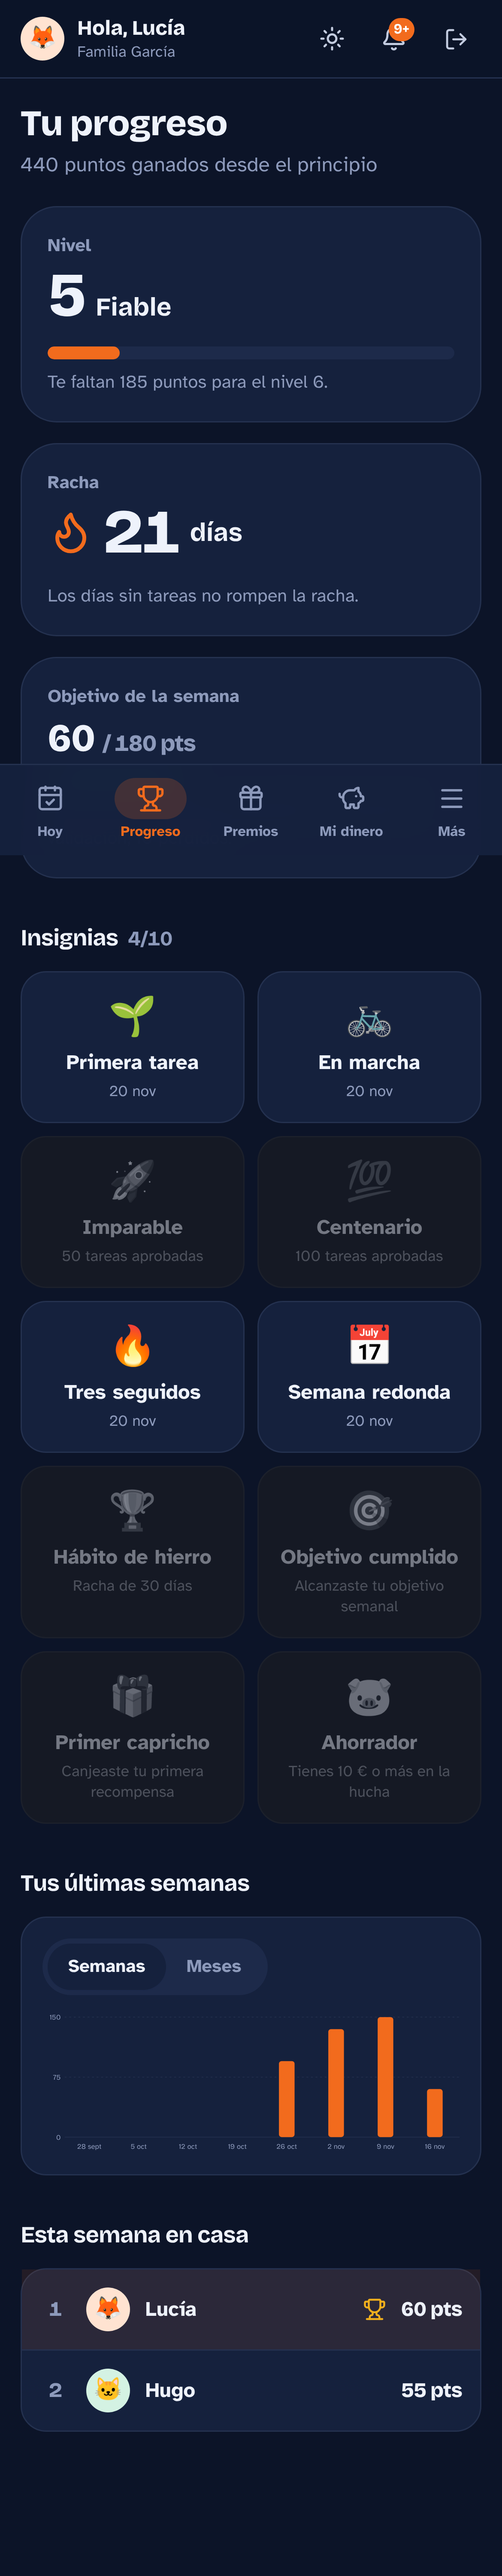 Hola, Lucía
Familia García
9+
Tu progreso
440 puntos ganados desde el principio
Nivel
5 Fiable
Te faltan 185 puntos para el nivel 6.
Racha
21 días
Los días sin tareas no rompen la racha.
Objetivo de la semana
60 / 180 pts
Hoy
Progreso
Premios
Mi dinero
Más
Insignias 4/10
Primera tarea
20 nov
En marcha
20 nov
Imparable
50 tareas aprobadas
100
Centenario
100 tareas aprobadas
Tres seguidos
20 nov
July
17
Semana redonda
20 nov
Hábito de hierro
Racha de 30 días
Objetivo cumplido
Alcanzaste tu objetivo
semanal
Primer capricho
Canjeaste tu primera
recompensa
Ahorrador
Tienes 10 € o más en la
hucha
Tus últimas semanas
Semanas
Meses
150
75
0
28 sept
5 oct
12 oct
19 oct
26 oct
2 nov
9 nov
16 nov
Esta semana en casa
1 Lucía 60 pts
2 Hugo 55 pts